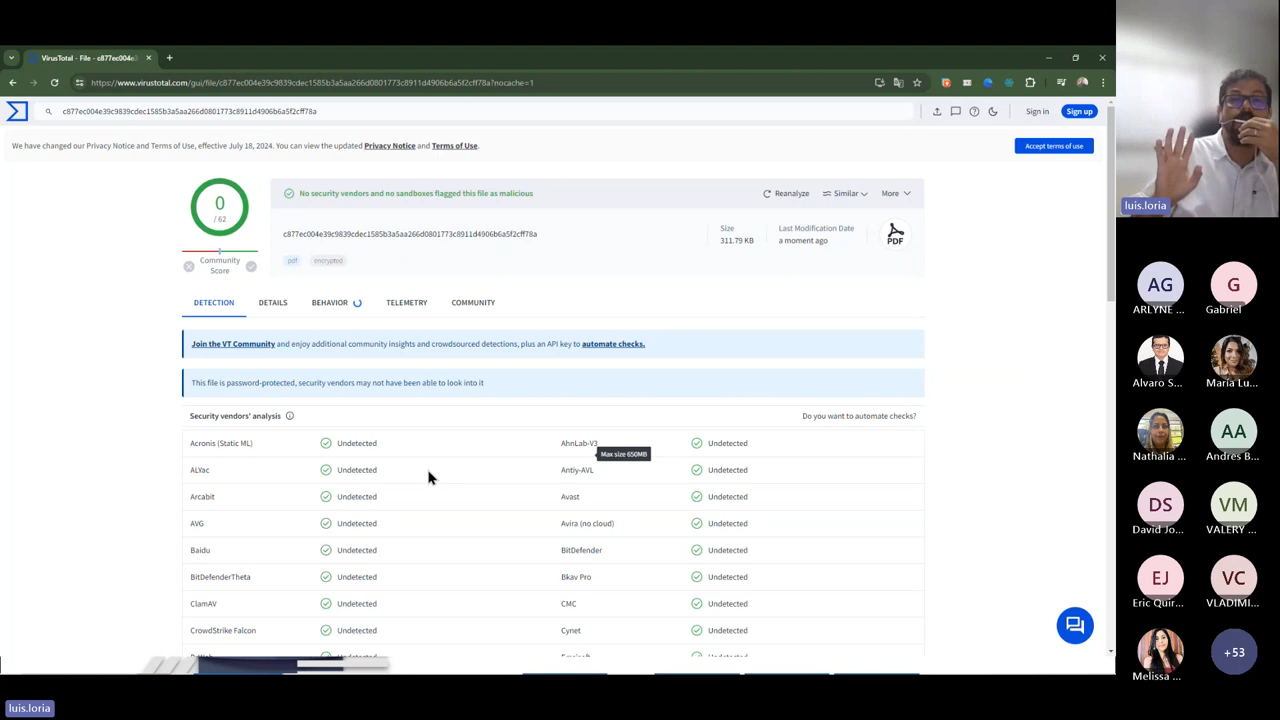 VirusTotal - File - c877ec004e3
https://www.virustotal.com/gui/file/c877ec004e39c9839cdec1585b3a5aa266d0801773c8911d4906b6a5f2cff78a?nocache=1
c877ec004e39c9839cdec1585b3a5aa266d0801773c8911d4906b6a5f2cff78a
Sign in
Sign up
We have changed our Privacy Notice and Terms of Use, effective July 18, 2024. You can view the updated Privacy Notice and Terms of Use.
Accept terms of use
0
/ 62
Community
Score
No security vendors and no sandboxes flagged this file as malicious
Reanalyze
Similar
More
c877ec004e39c9839cdec1585b3a5aa266d0801773c8911d4906b6a5f2cff78a
pdf
encrypted
Size
311.79 KB
Last Modification Date
a moment ago
PDF
DETECTION
DETAILS
BEHAVIOR
TELEMETRY
COMMUNITY
Join the VT Community and enjoy additional community insights and crowdsourced detections, plus an API key to automate checks.
This file is password-protected, security vendors may not have been able to look into it
Security vendors' analysis
Do you want to automate checks?
Acronis (Static ML) Undetected AhnLab-V3 Undetected
Max size 650MB
ALYac Undetected Antiy-AVL Undetected
Arcabit Undetected Avast Undetected
AVG Undetected Avira (no cloud) Undetected
Baidu Undetected BitDefender Undetected
BitDefenderTheta Undetected Bkav Pro Undetected
ClamAV Undetected CMC Undetected
CrowdStrike Falcon Undetected Cynet Undetected
luis.loria
AG
ARLYNE ...
G
Gabriel
Alvaro S...
María Lu...
Nathalia ...
AA
Andres B...
DS
David Jo...
VM
VALERY ...
EJ
Eric Quir...
VC
VLADIMI...
Melissa ...
+53
luis.loria